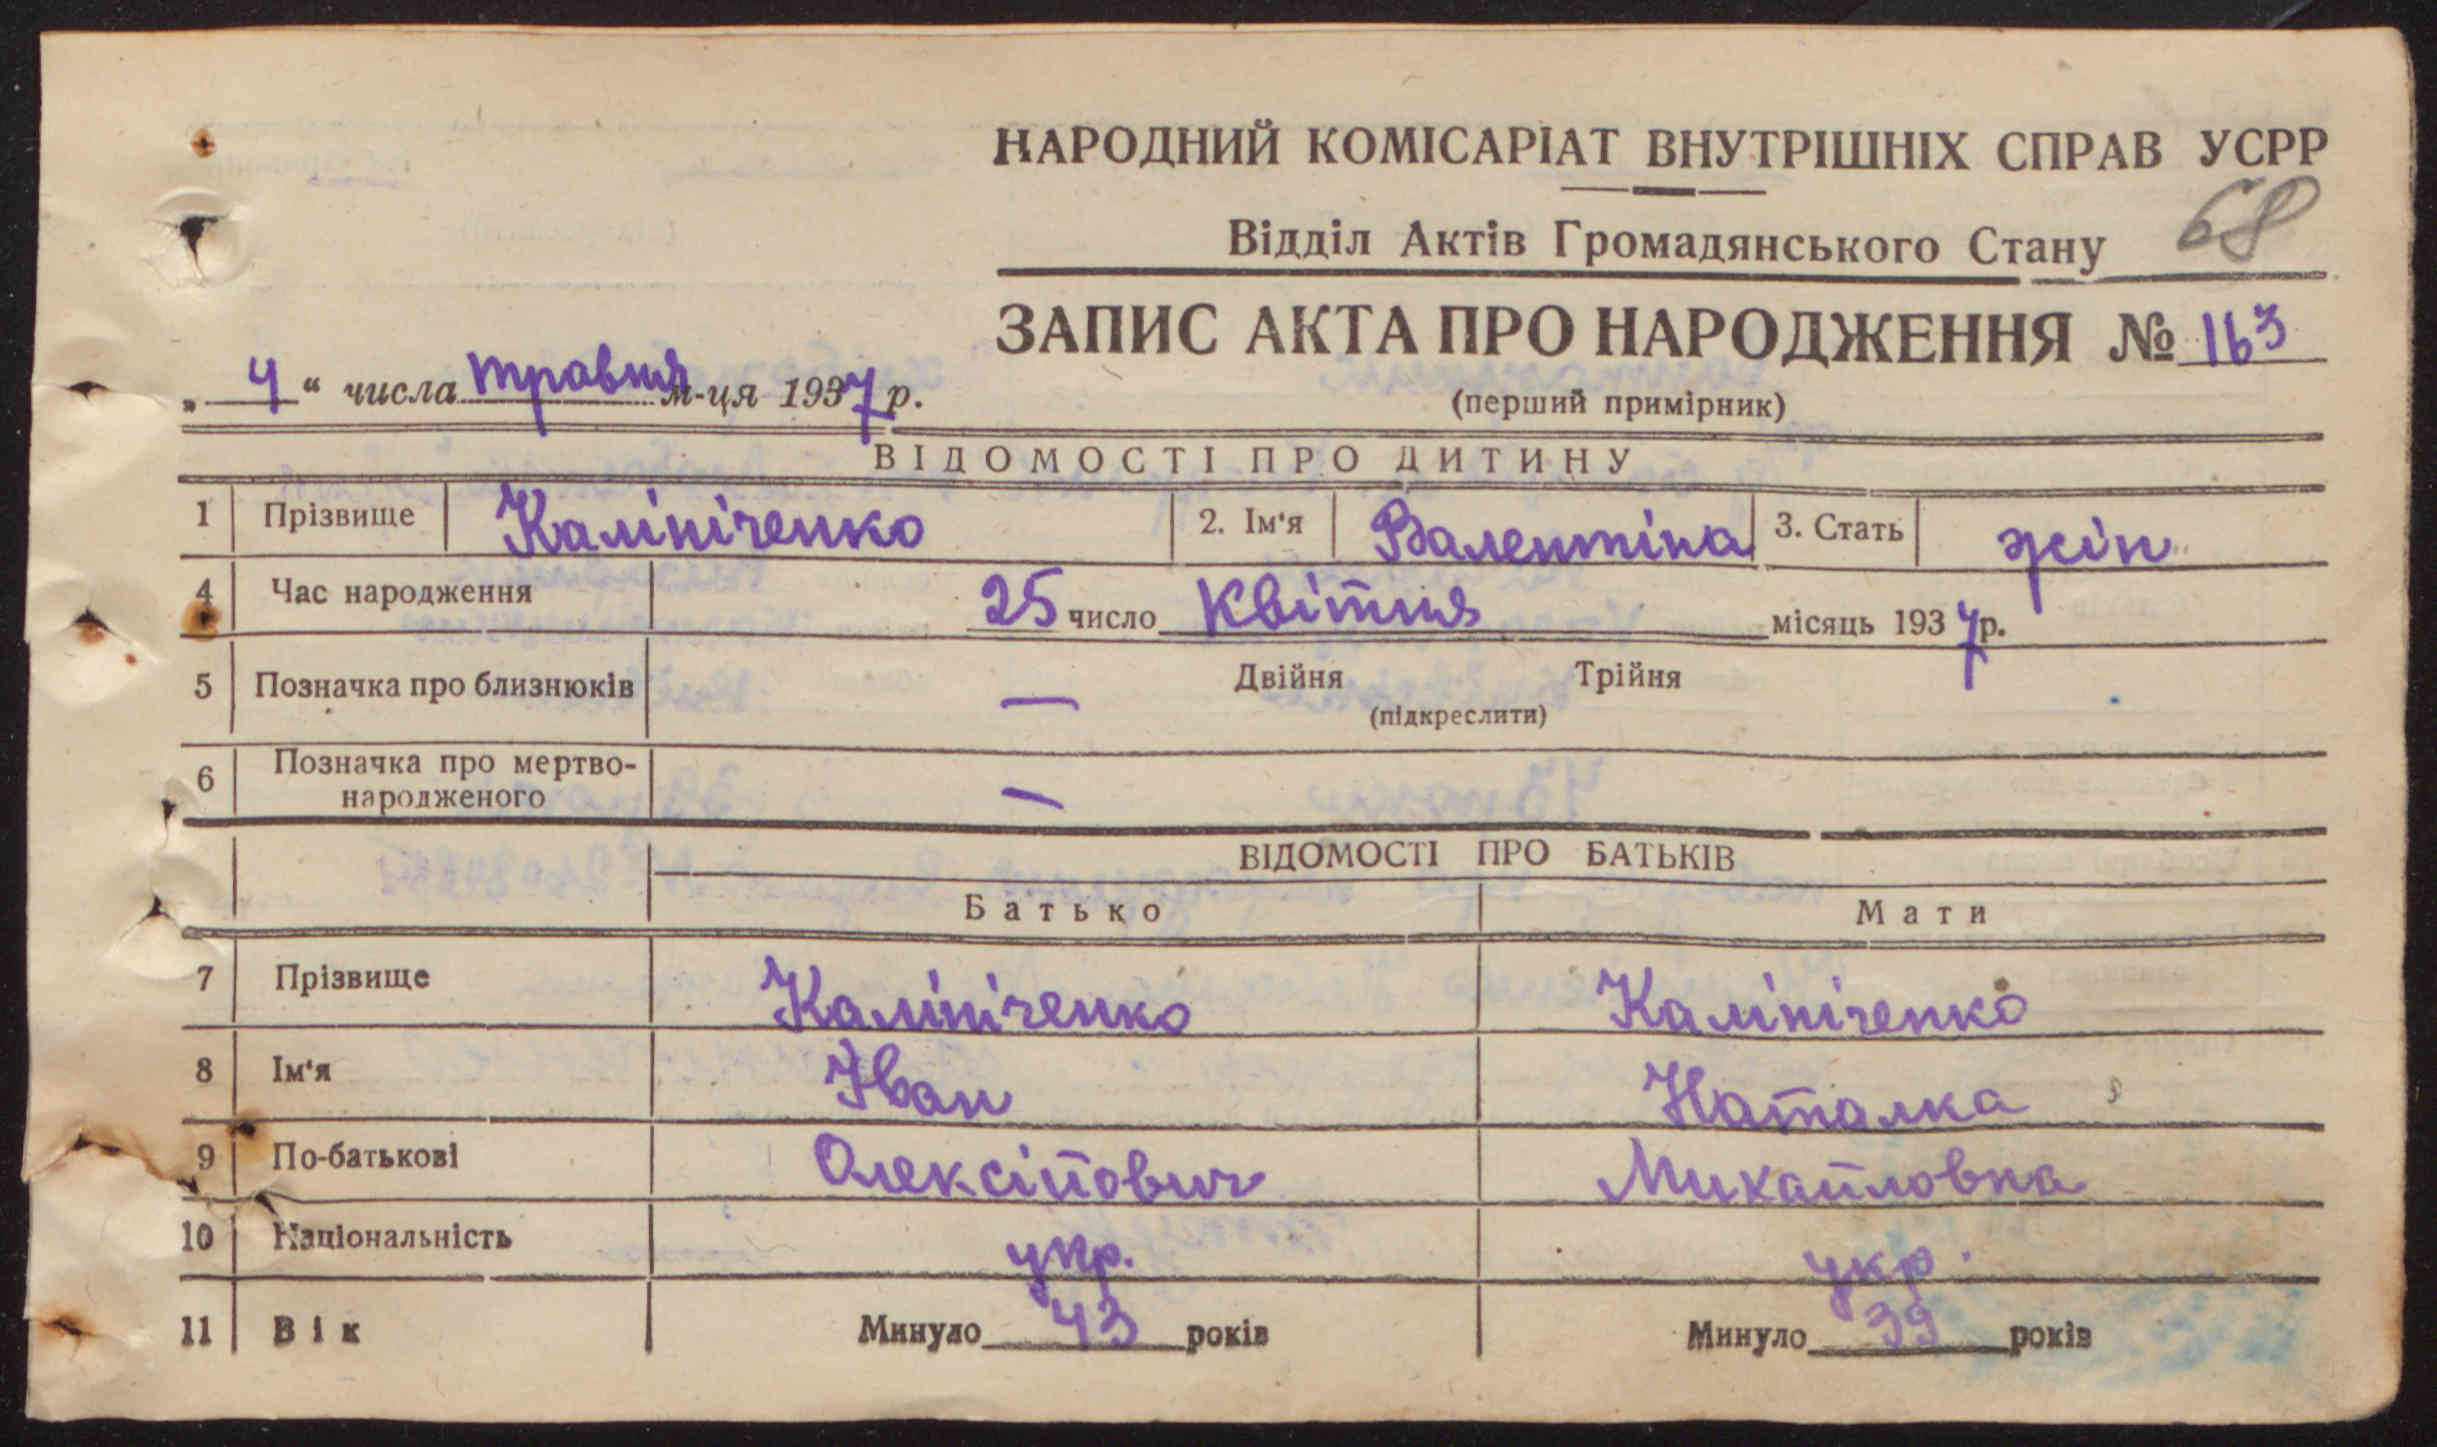 НАРОДНИЙ КОМІСАРІАТ ВНУТРІШНІХ СПРАВ УСРР
68
Відділ Актів Громадянського Стану
ЗАПИС АКТА ПРО НАРОДЖЕННЯ № 163
„ 4 “ числа травня м-ця 1937 р.
(перший примірник)
ВІДОМОСТІ ПРО ДИТИНУ
1 Прізвище Калініченко 2. Ім‘я Валентіна 3. Стать жін
4 Час народження 25 число Квітня місяць 1937 р.
5 Позначка про близнюків — Двійня Трійня
(підкреслити)
6 Позначка про мертво-
народженого —
ВІДОМОСТІ ПРО БАТЬКІВ
Батько Мати
7 Прізвище Калініченко Калініченко
8 Ім‘я Іван Наталка
9 По-батькові Олексійович Михайловна
10 Національність укр. укр.
11 Вік Минуло 43 років Минуло 39 років